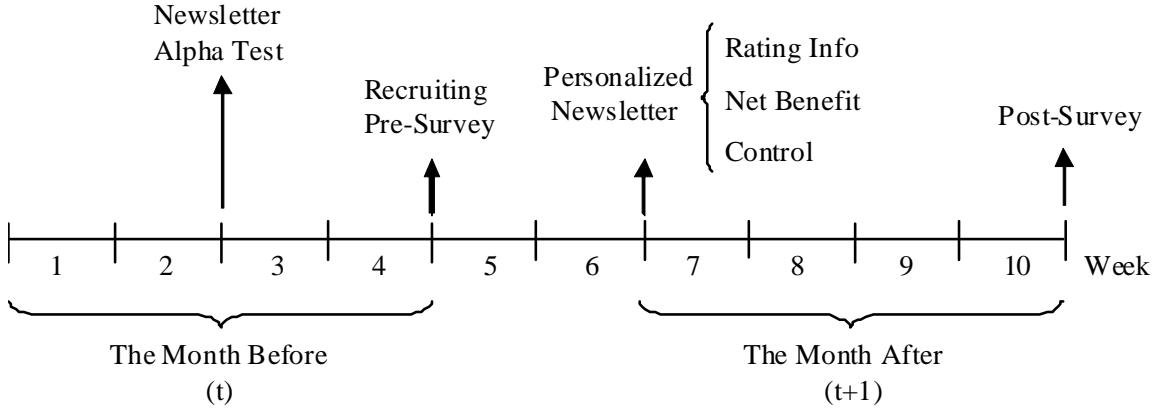 Newsletter
Alpha Test
Recruiting
Pre-Survey
Personalized
Newsletter
Rating Info
Net Benefit
Control
Post-Survey
1 2 3 4 5 6 7 8 9 10 Week
The Month Before
(t)
The Month After
(t+1)